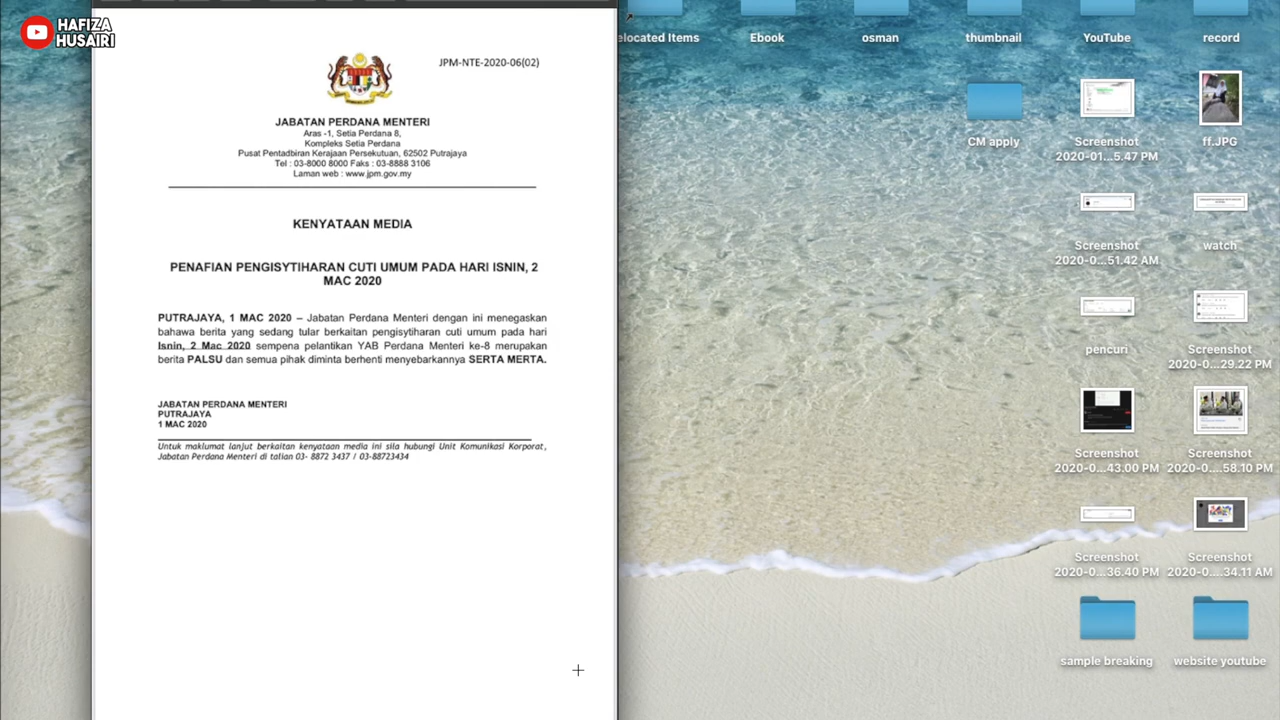 HAFIZA
HUSAIRI
JPM-NTE-2020-06(02)
JABATAN PERDANA MENTERI
Aras -1, Setia Perdana 8,
Kompleks Setia Perdana
Pusat Pentadbiran Kerajaan Persekutuan, 62502 Putrajaya
Tel : 03-8000 8000 Faks : 03-8888 3106
Laman web : www.jpm.gov.my
KENYATAAN MEDIA
PENAFIAN PENGISYTIHARAN CUTI UMUM PADA HARI ISNIN, 2
MAC 2020
PUTRAJAYA, 1 MAC 2020 – Jabatan Perdana Menteri dengan ini menegaskan
bahawa berita yang sedang tular berkaitan pengisytiharan cuti umum pada hari
Isnin, 2 Mac 2020 sempena pelantikan YAB Perdana Menteri ke-8 merupakan
berita PALSU dan semua pihak diminta berhenti menyebarkannya SERTA MERTA.
JABATAN PERDANA MENTERI
PUTRAJAYA
1 MAC 2020
Untuk maklumat lanjut berkaitan kenyataan media ini sila hubungi Unit Komunikasi Korporat,
Jabatan Perdana Menteri di talian 03- 8872 3437 / 03-88723434
elocated Items
Ebook
osman
thumbnail
YouTube
record
CM apply
Screenshot
2020-01...5.47 PM
ff.JPG
Screenshot
2020-0...51.42 AM
watch
pencuri
Screenshot
2020-0...29.22 PM
Screenshot
2020-0...43.00 PM
Screenshot
2020-0....58.10 PM
Screenshot
2020-0...36.40 PM
Screenshot
2020-0....34.11 AM
sample breaking
website youtube